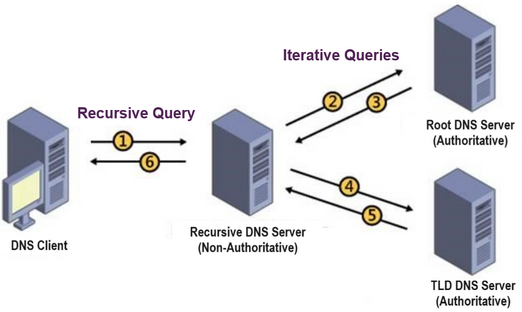 Iterative Queries
Recursive Query
1
6
2
3
4
5
DNS Client
Recursive DNS Server
(Non-Authoritative)
Root DNS Server
(Authoritative)
TLD DNS Server
(Authoritative)